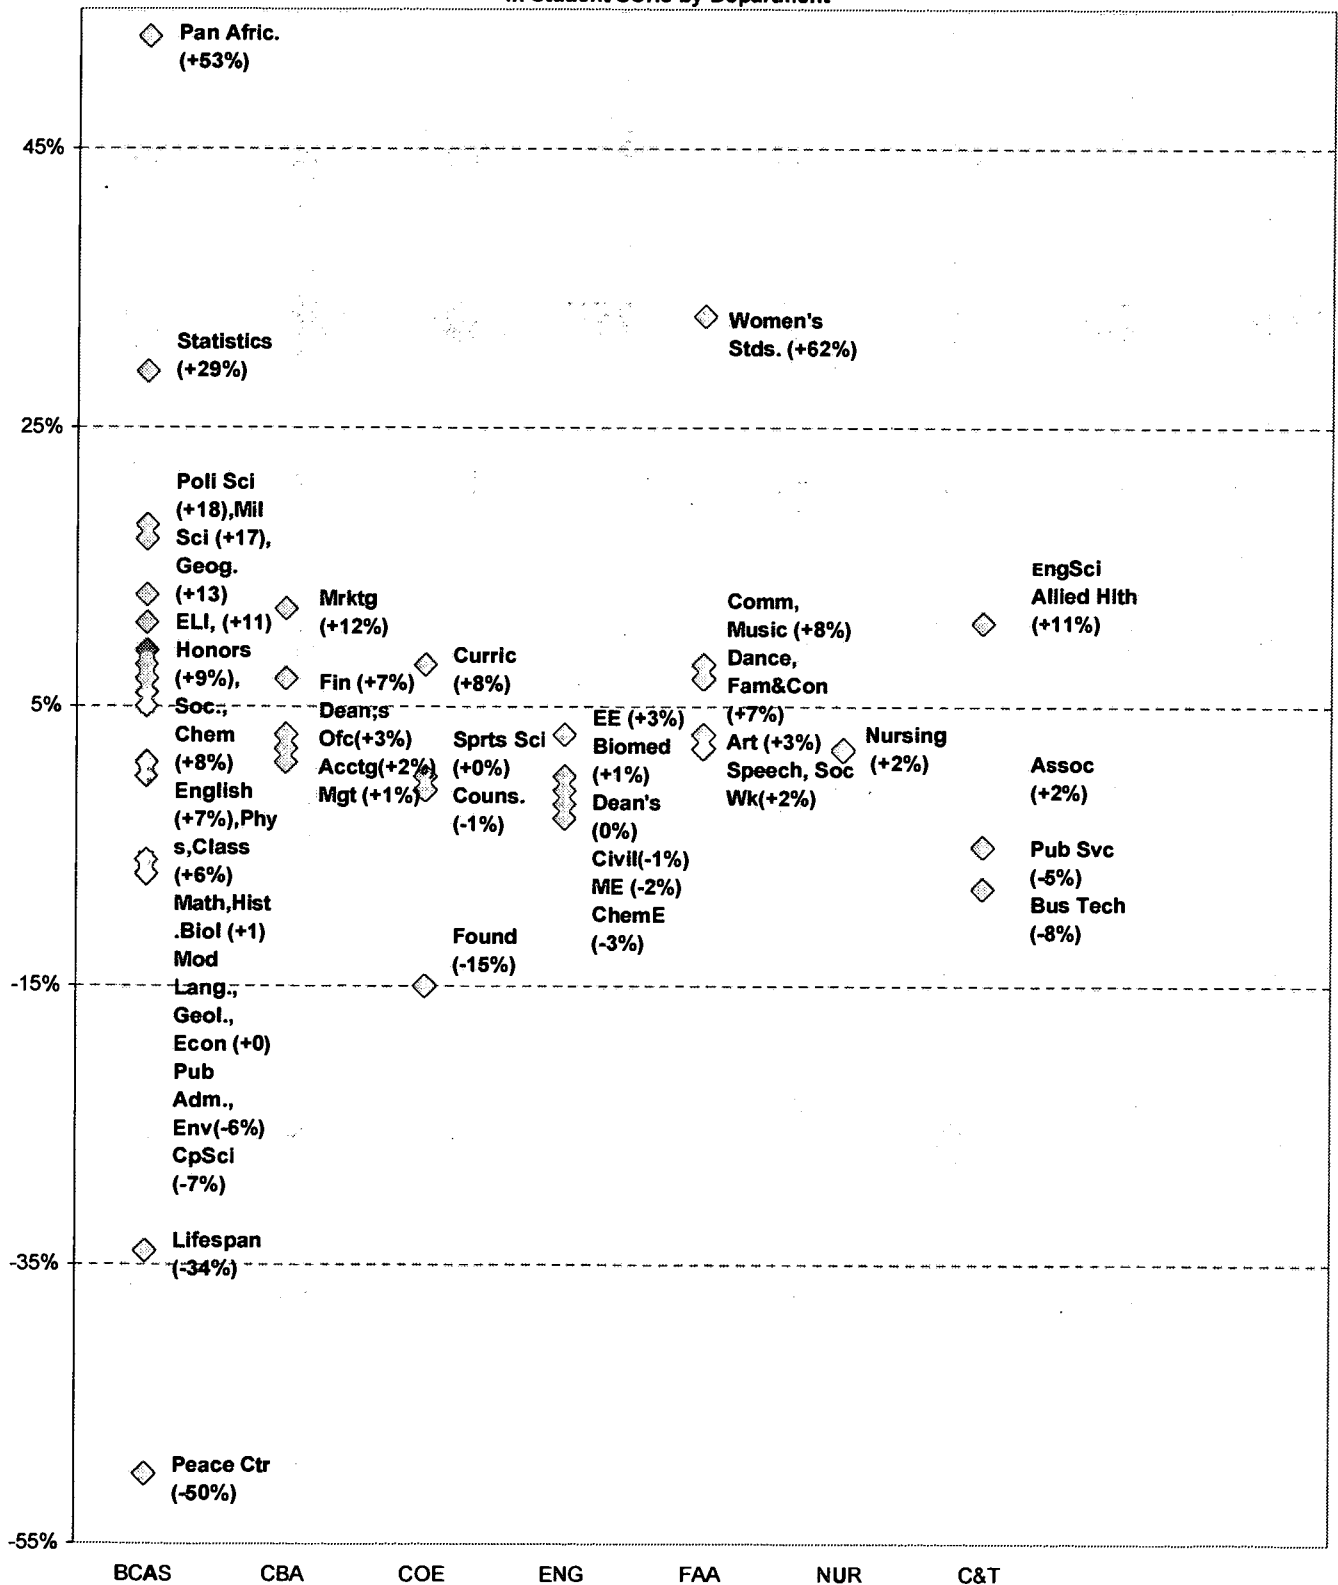 in Student SCHs by Department
Pan Afric.
(+53%)
45%
Women's
Stds. (+62%)
Statistics
(+29%)
25%
Poli Sci
(+18),Mil
Sci (+17),
Geog.
(+13)
ELI, (+11)
Honors
(+9%),
Soc.,
Chem
(+8%)
English
(+7%),Phy
s,Class
(+6%)
Math,Hist
.Biol (+1)
Mod
Lang.,
Geol.,
Econ (+0)
Pub
Adm.,
Env(-6%)
CpSci
(-7%)
Mrktg
(+12%)
Fin (+7%)
Dean;s
Ofc(+3%)
Acctg(+2%)
Mgt (+1%)
Curric
(+8%)
Sprts Sci
(+0%)
Couns.
(-1%)
Found
(-15%)
EE (+3%)
Biomed
(+1%)
Dean's
(0%)
Civil(-1%)
ME (-2%)
ChemE
(-3%)
Comm,
Music (+8%)
Dance,
Fam&Con
(+7%)
Art (+3%)
Speech, Soc
Wk(+2%)
Nursing
(+2%)
EngSci
Allied Hlth
(+11%)
Assoc
(+2%)
Pub Svc
(-5%)
Bus Tech
(-8%)
5%
-15%
Lifespan
(-34%)
-35%
Peace Ctr
(-50%)
-55%
BCAS CBA COE ENG FAA NUR C&T